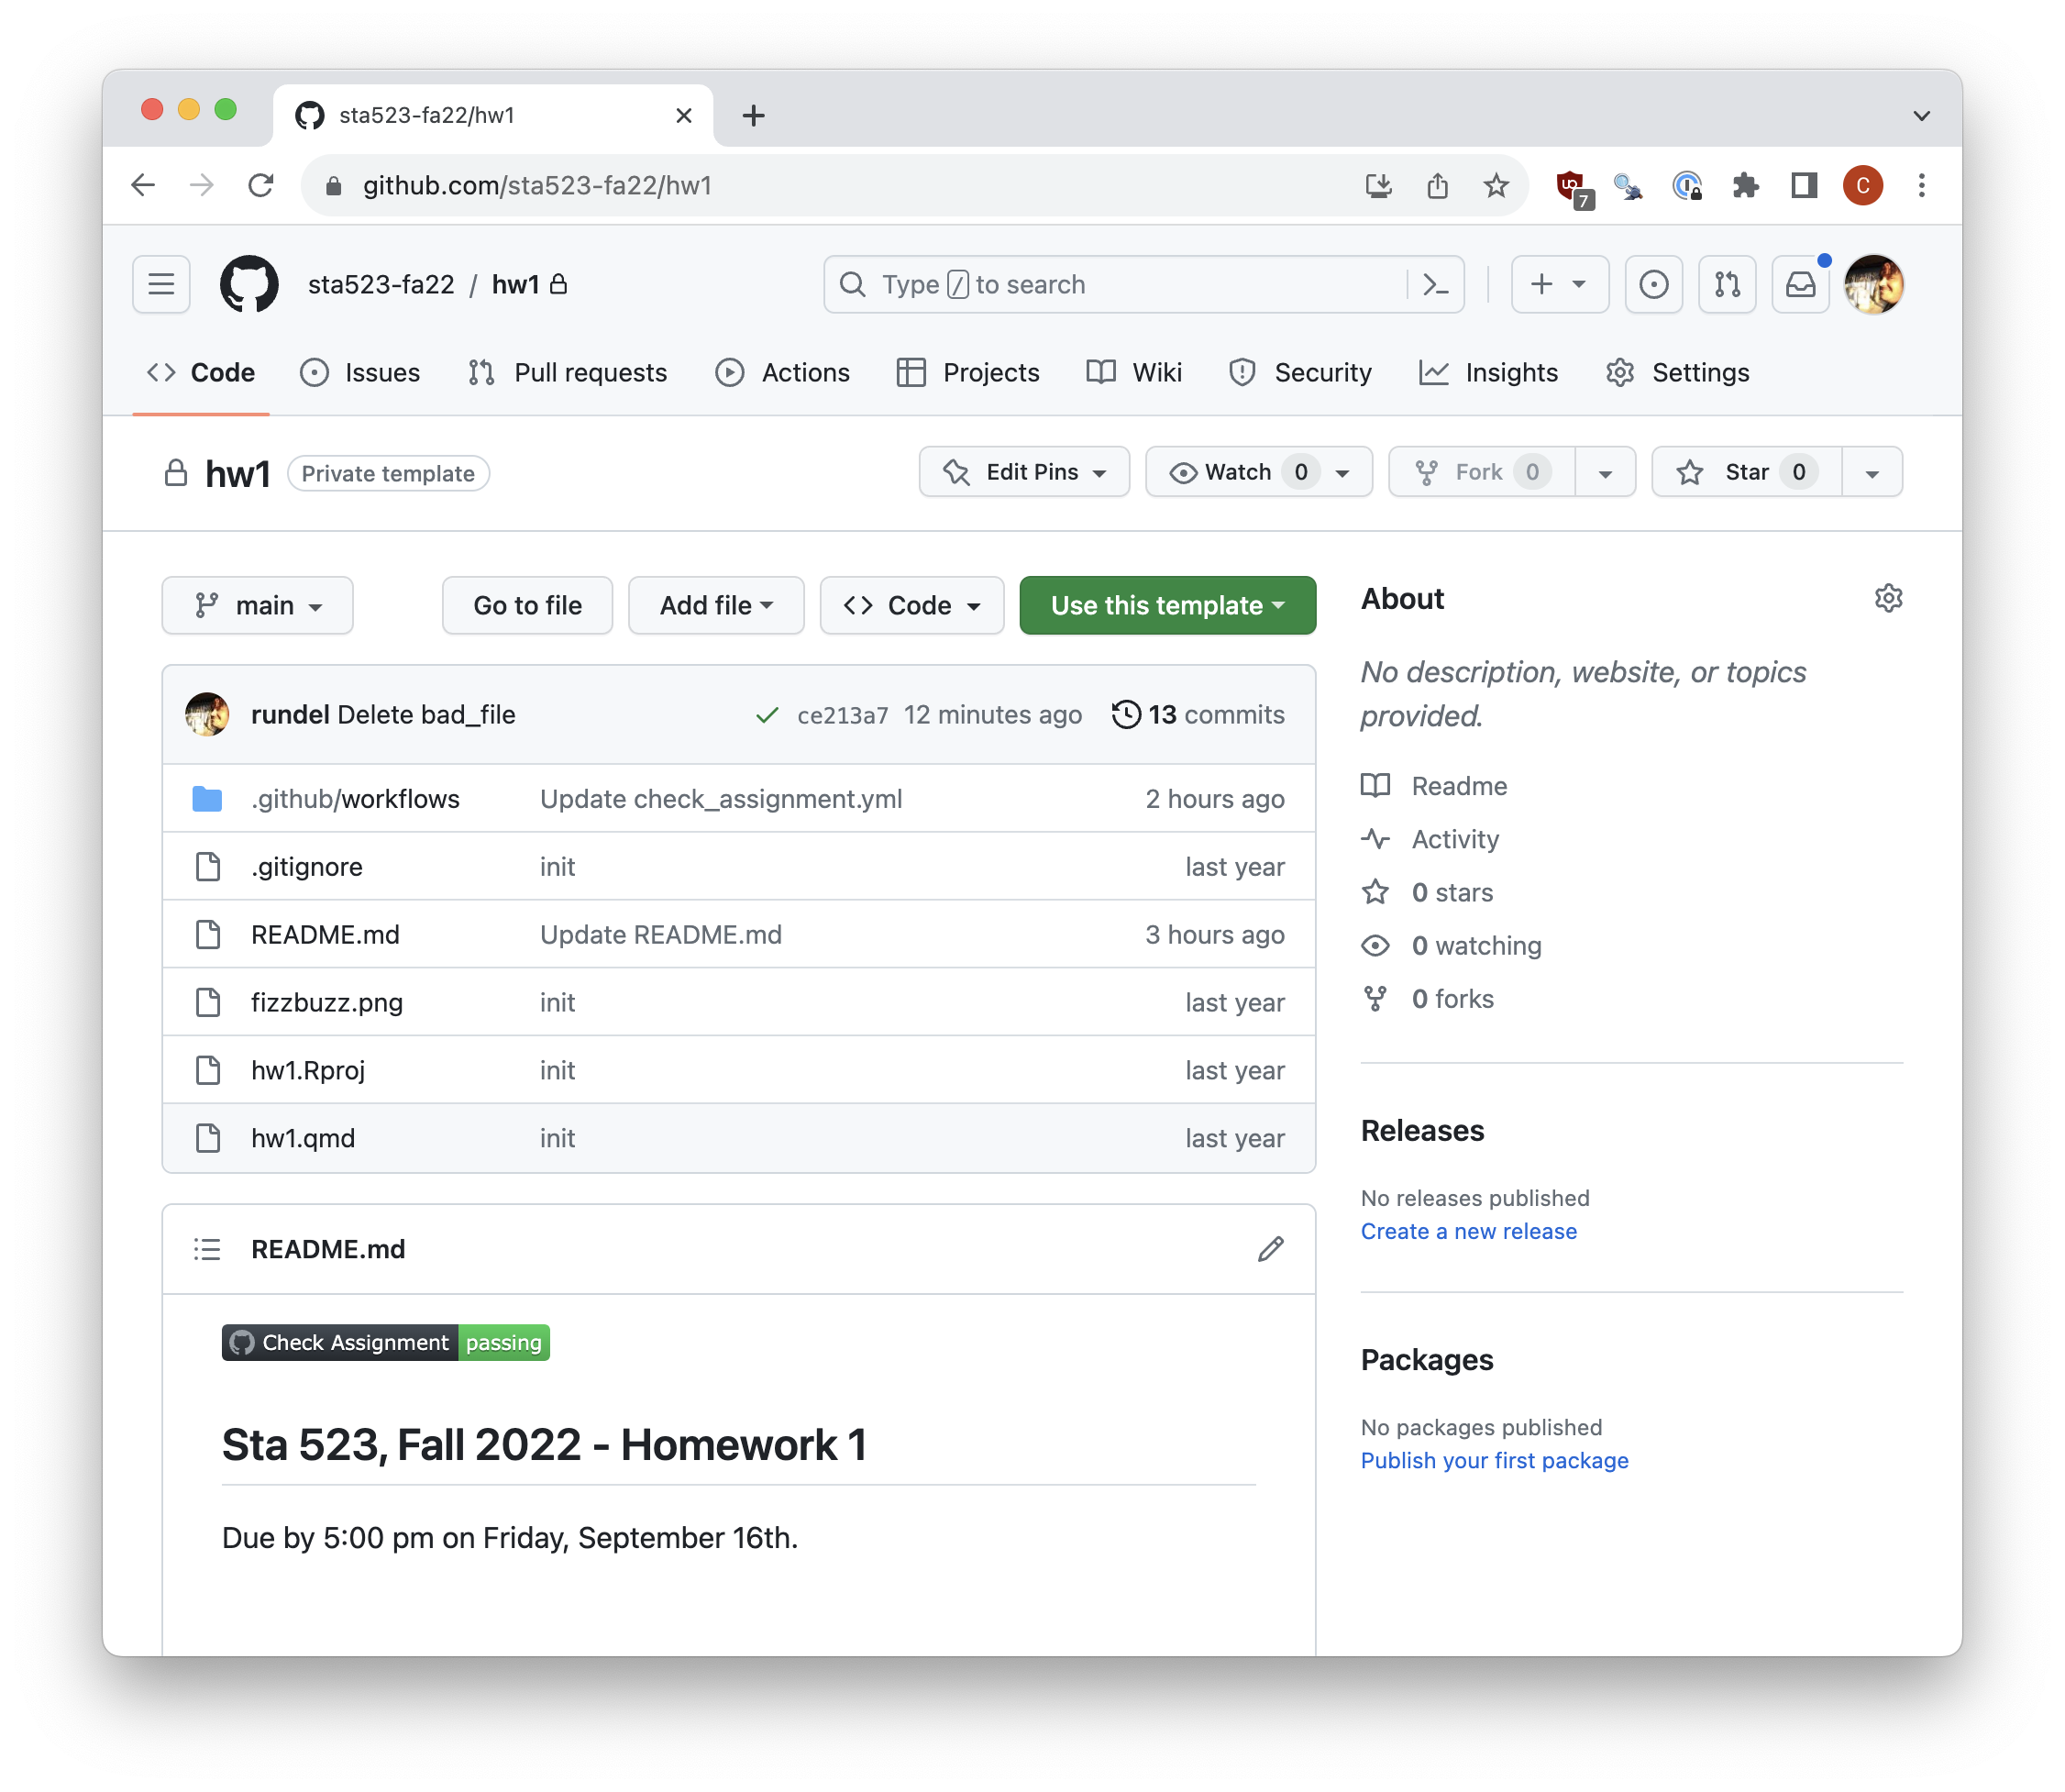 sta523-fa22/hw1
github.com/sta523-fa22/hw1
7
C
sta523-fa22 / hw1
Type / to search
Code Issues Pull requests Actions Projects Wiki Security Insights Settings
hw1 Private template
Edit Pins Watch 0 Fork 0 Star 0
main Go to file Add file Code Use this template
About
No description, website, or topics
provided.
rundel Delete bad_file ce213a7 12 minutes ago 13 commits
.github/workflows Update check_assignment.yml 2 hours ago
.gitignore init last year
README.md Update README.md 3 hours ago
fizzbuzz.png init last year
hw1.Rproj init last year
hw1.qmd init last year
Readme
Activity
0 stars
0 watching
0 forks
Releases
No releases published
Create a new release
Packages
No packages published
Publish your first package
README.md
Check Assignment passing
Sta 523, Fall 2022 - Homework 1
Due by 5:00 pm on Friday, September 16th.